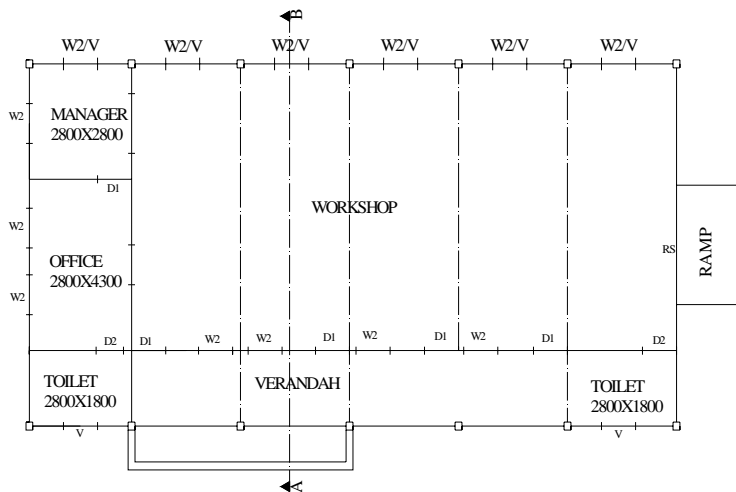 B
W2/V W2/V W2/V W2/V W2/V W2/V
W2
MANAGER
2800X2800
D1
WORKSHOP
W2
RS
RAMP
OFFICE
2800X4300
W2
D2 D1 W2 W2 D1 W2 D1 W2 D1 D2
TOILET
2800X1800
VERANDAH
TOILET
2800X1800
V V
A